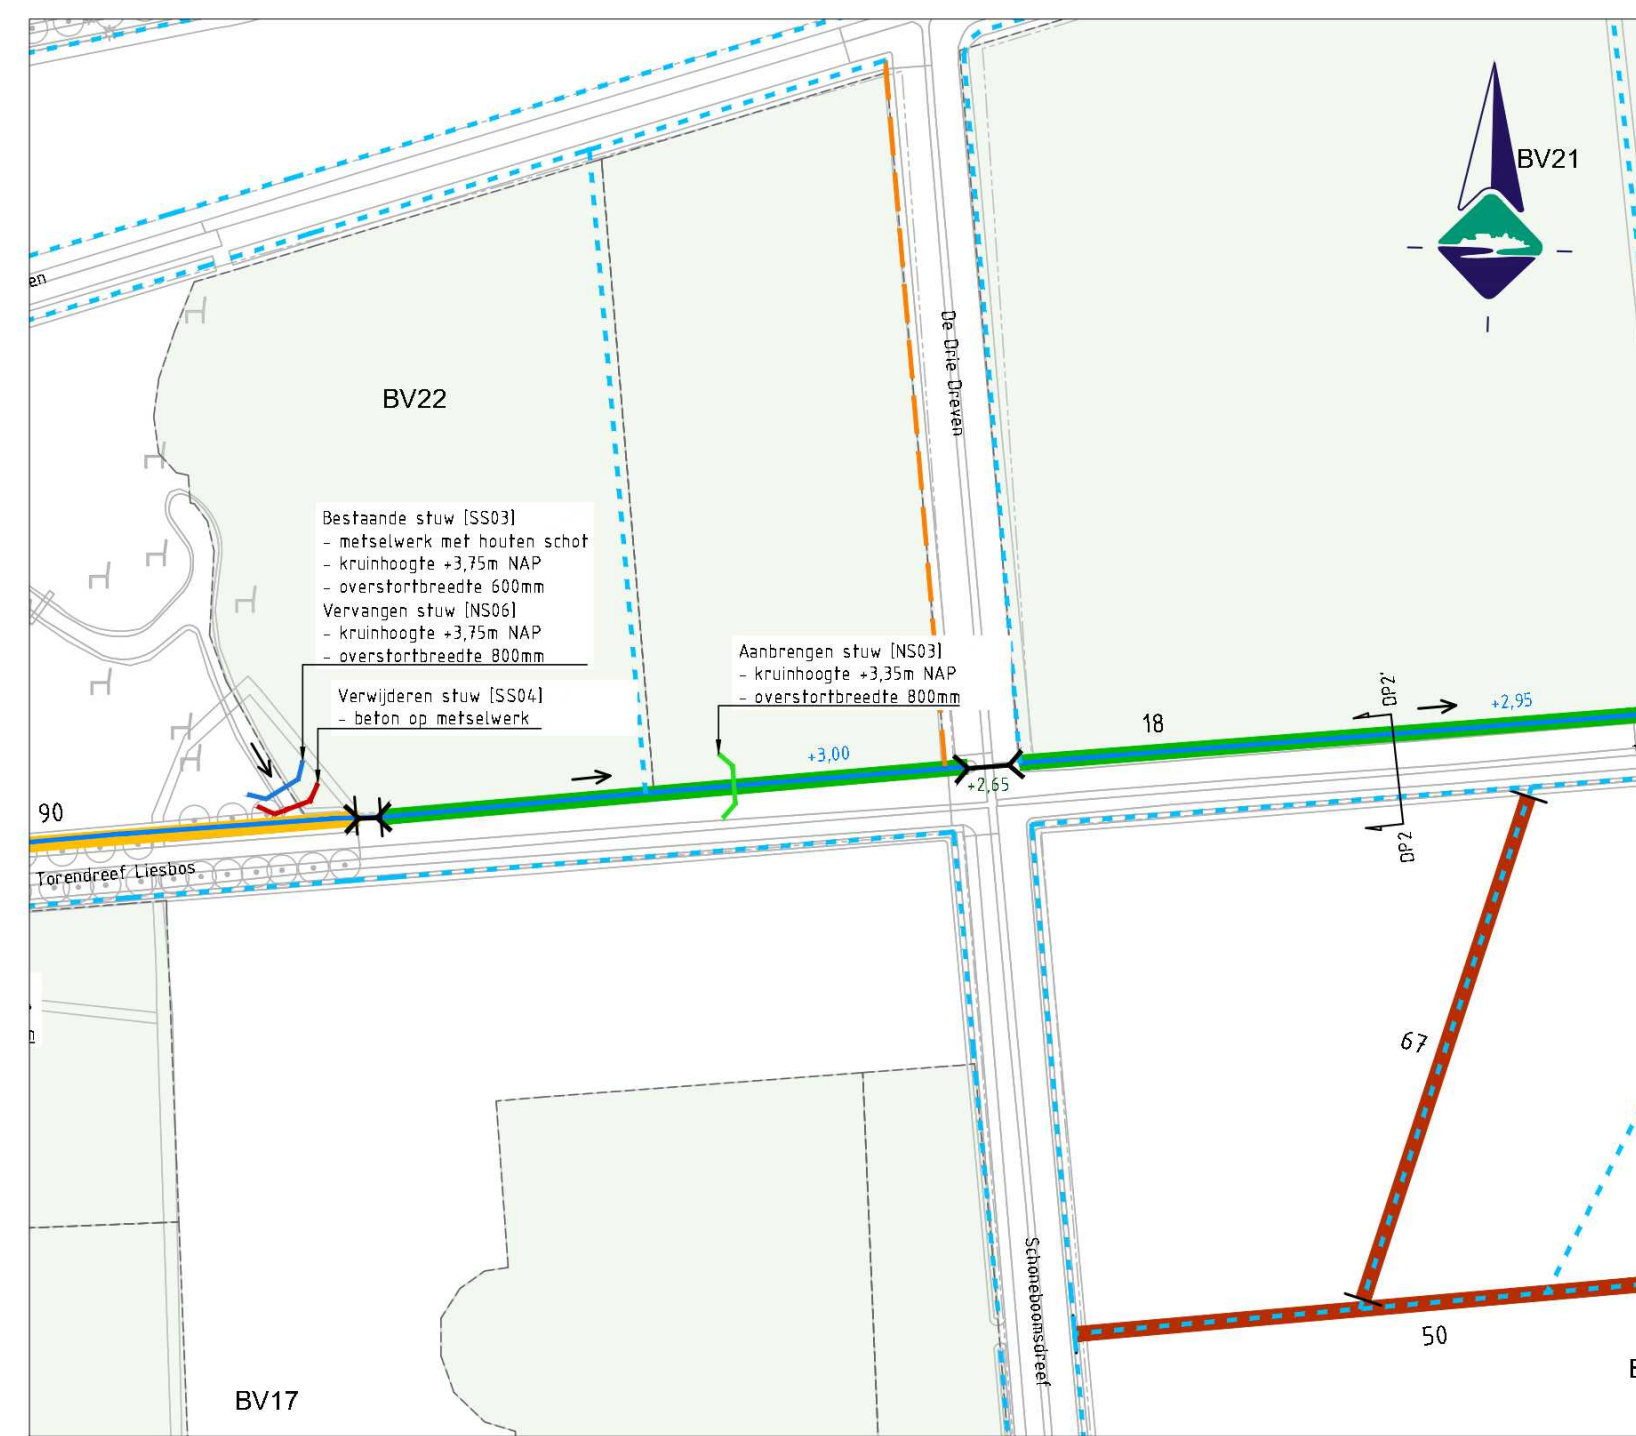 BV21
en
De Drie Dreven
BV22
Bestaande stuw [SS03]
- metselwerk met houten schot
- kruinhoogte +3,75m NAP
- overstortbreedte 600mm
Vervangen stuw [NS06]
- kruinhoogte +3,75m NAP
- overstortbreedte 800mm
Verwijderen stuw [SS04]
- beton op metselwerk
Aanbrengen stuw [NS03]
- kruinhoogte +3,35m NAP
- overstortbreedte 800mm
DP2'
+2,95
18
+3,00
+2,65
90
DP2
Torendreef Liesbos
67
Schoneboomsdreef
50
BV17